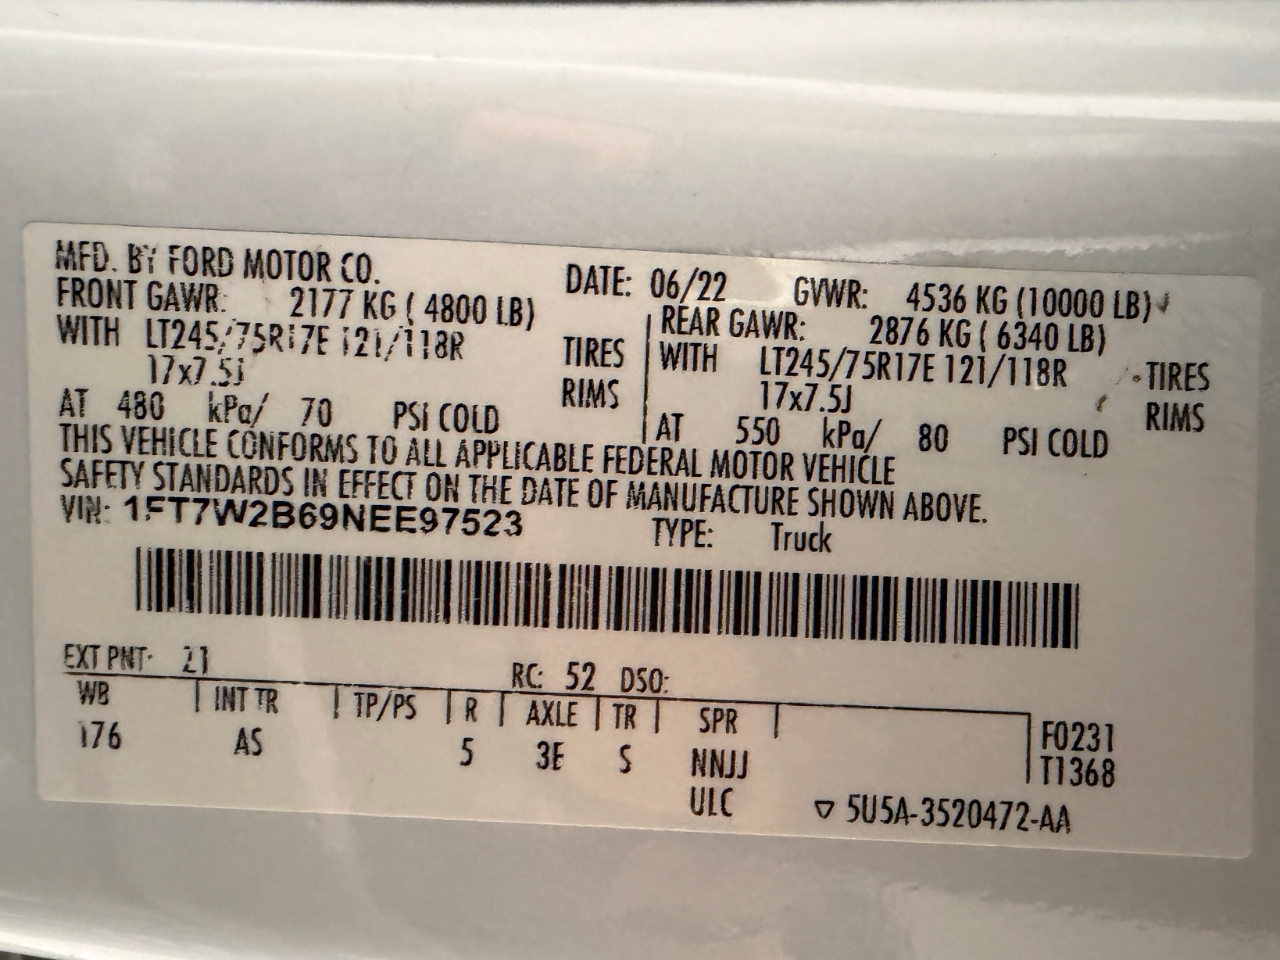 MFD. BY FORD MOTOR CO.
DATE: 06/22 GVWR: 4536 KG (10000 LB)
FRONT GAWR: 2177 KG ( 4800 LB)
WITH LT245/75R17E 121/118R TIRES
17x7.5J RIMS
AT 480 kPa/ 70 PSI COLD
REAR GAWR: 2876 KG ( 6340 LB)
WITH LT245/75R17E 121/118R TIRES
17x7.5J RIMS
AT 550 kPa/ 80 PSI COLD
THIS VEHICLE CONFORMS TO ALL APPLICABLE FEDERAL MOTOR VEHICLE
SAFETY STANDARDS IN EFFECT ON THE DATE OF MANUFACTURE SHOWN ABOVE.
VIN: 1FT7W2B69NEE97523 TYPE: Truck
EXT PNT: Z1 RC: 52 DSO:
WB INT TR TP/PS R AXLE TR SPR
176 AS 5 3E S NNJJ
ULC
F0231
T1368
▽ 5U5A-3520472-AA